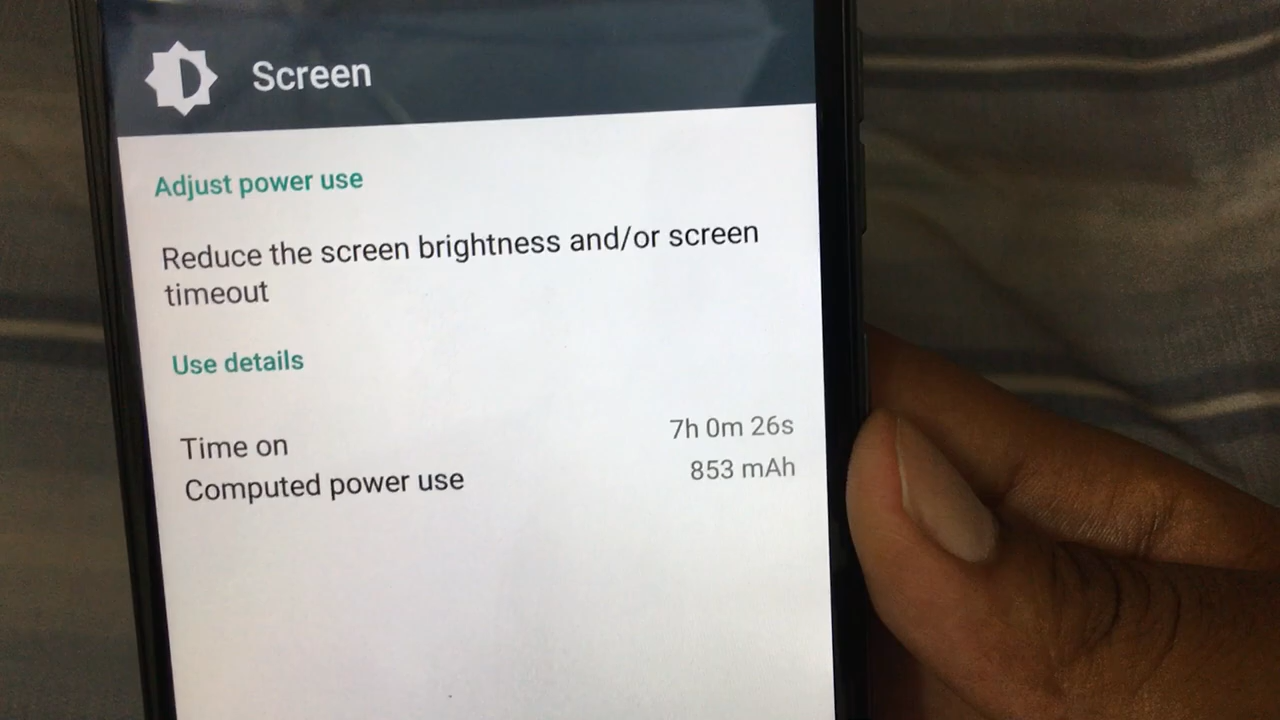 Screen
Adjust power use
Reduce the screen brightness and/or screen
timeout
Use details
Time on 7h 0m 26s
Computed power use 853 mAh